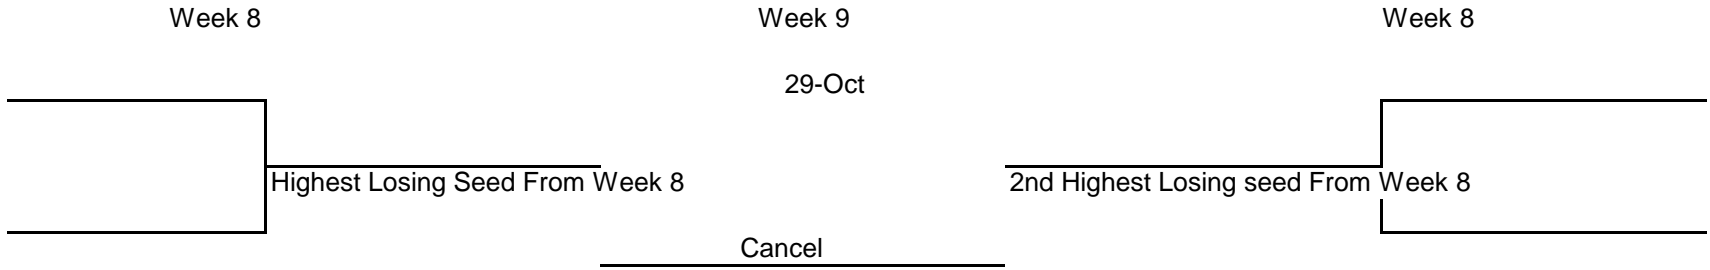 Week 8
Week 9
Week 8
29-Oct
Highest Losing Seed From Week 8
2nd Highest Losing seed From Week 8
Cancel